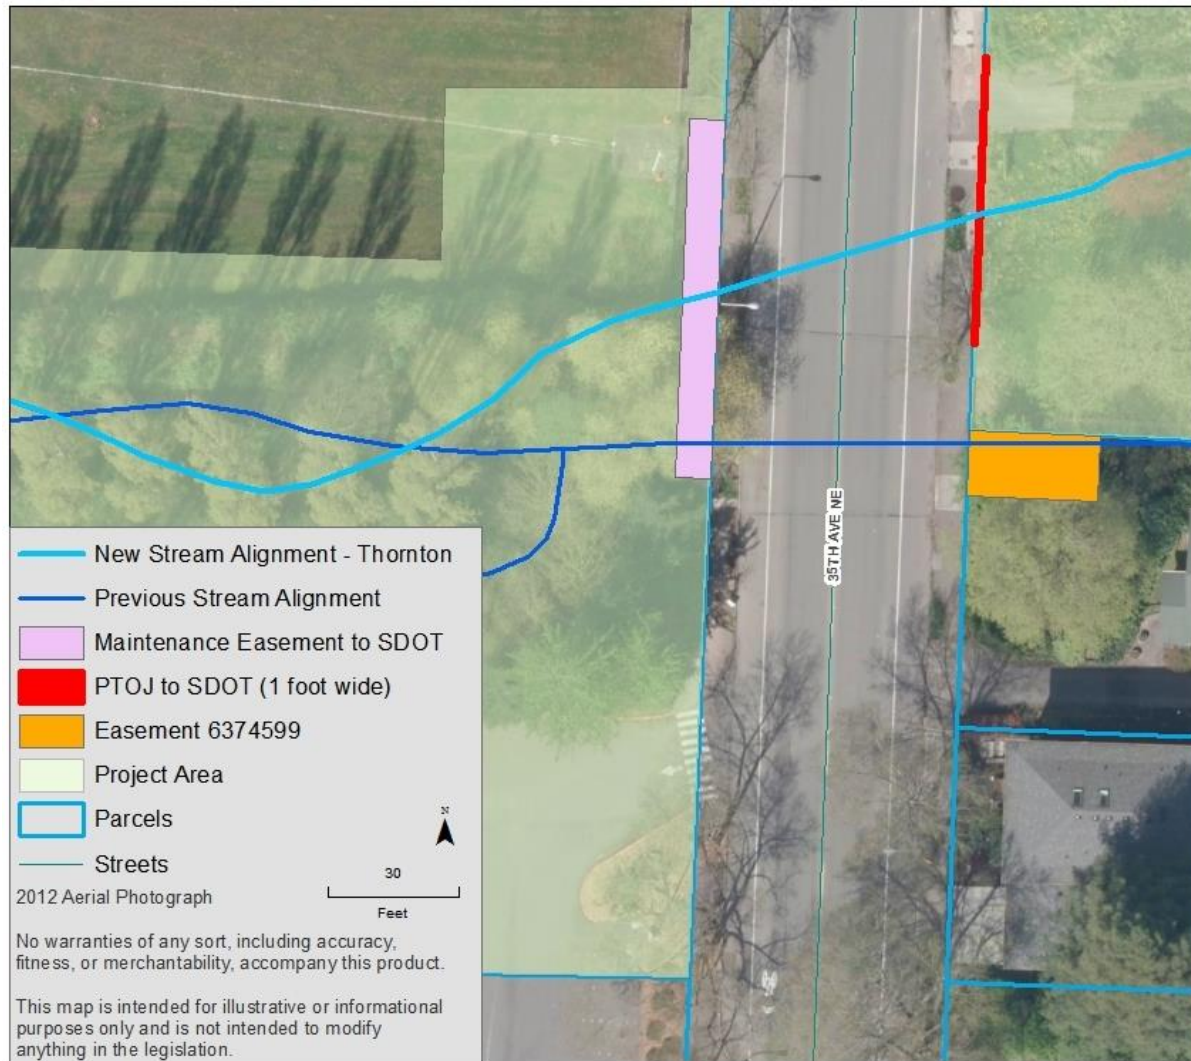 35TH AVE NE
New Stream Alignment - Thornton
Previous Stream Alignment
Maintenance Easement to SDOT
PTOJ to SDOT (1 foot wide)
Easement 6374599
Project Area
Parcels
Streets
N
30
Feet
2012 Aerial Photograph
No warranties of any sort, including accuracy,
fitness, or merchantability, accompany this product.
This map is intended for illustrative or informational
purposes only and is not intended to modify
anything in the legislation.